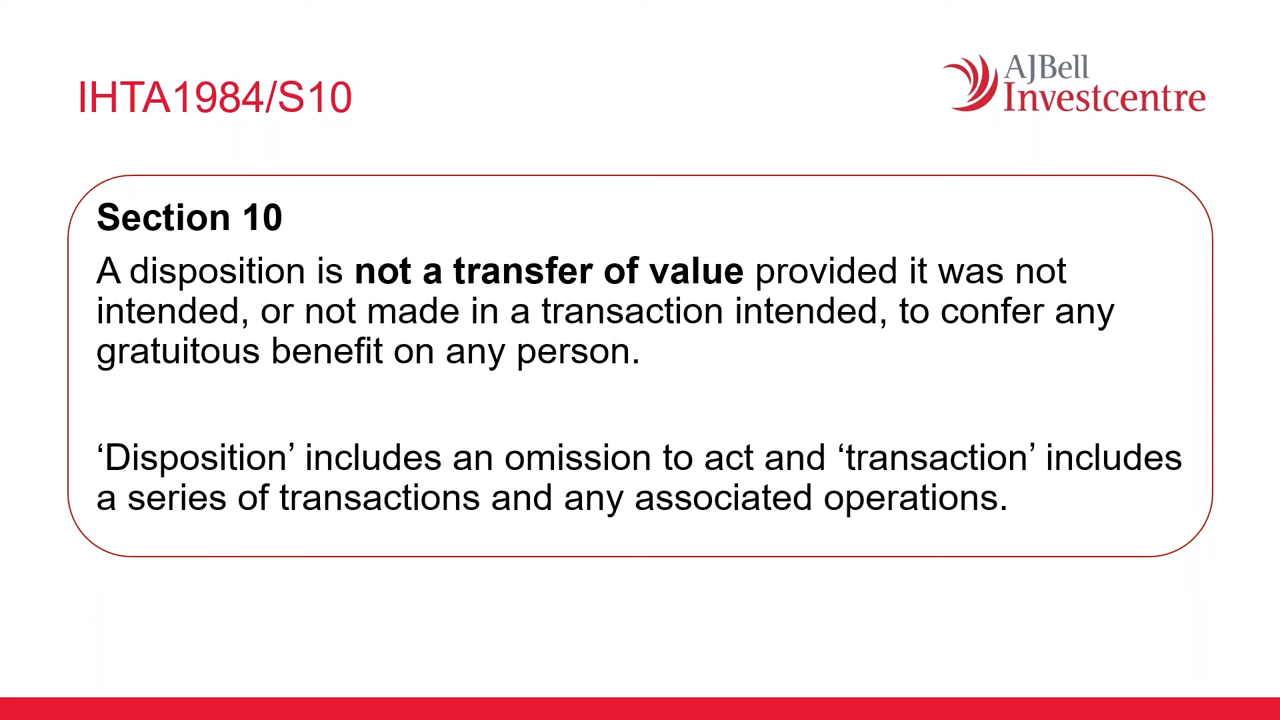 IHTA1984/S10
AJBell
Investcentre
Section 10
A disposition is not a transfer of value provided it was not
intended, or not made in a transaction intended, to confer any
gratuitous benefit on any person.
‘Disposition’ includes an omission to act and ‘transaction’ includes
a series of transactions and any associated operations.